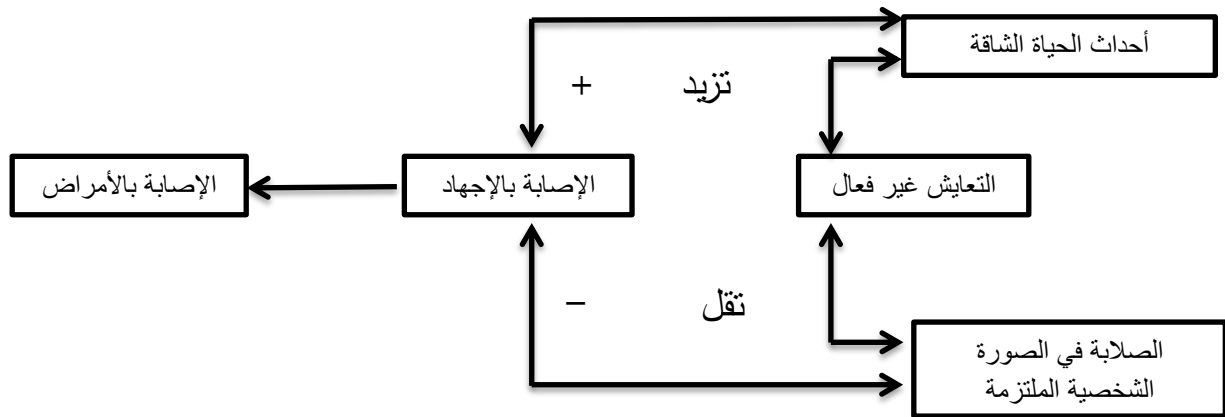 أحداث الحياة الشاقة
تزيد +
التعايش غير فعال
الإصابة بالإجهاد
الإصابة بالأمراض
تقل −
الصلابة في الصورة
الشخصية الملتزمة